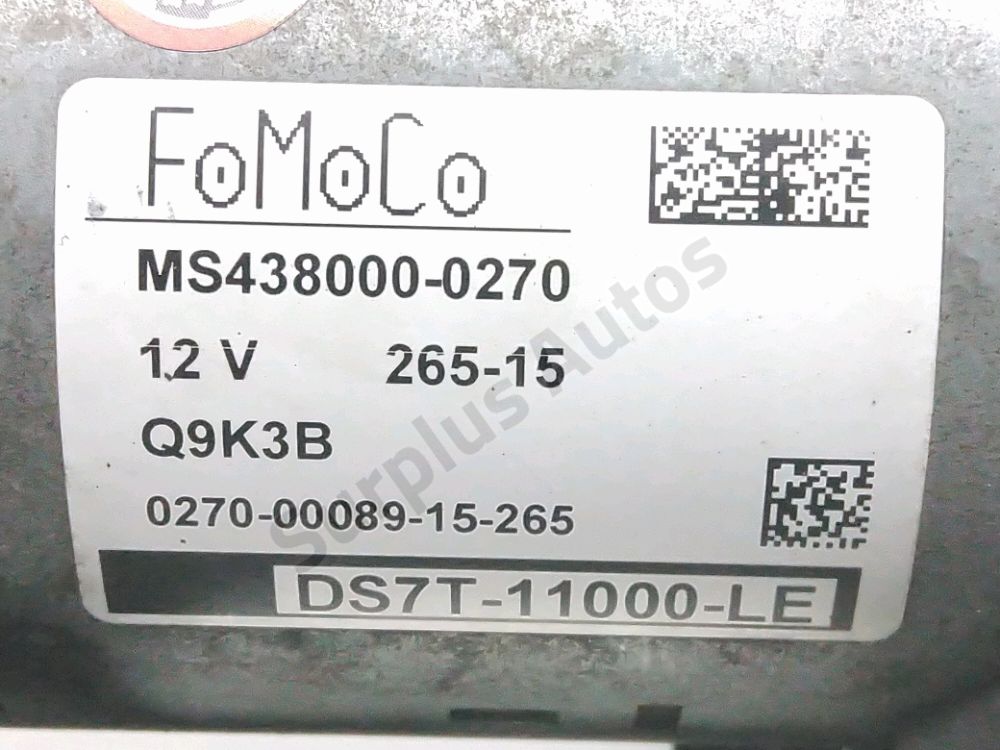 FoMoCo
MS438000-0270
12 V 265-15
Q9K3B
0270-00089-15-265
DS7T-11000-LE
Surplus Autos